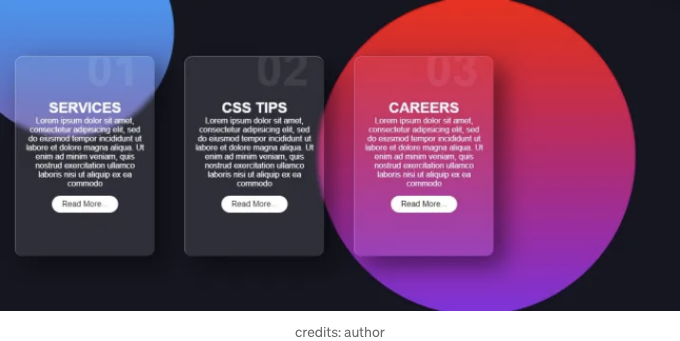 01
SERVICES
Lorem ipsum dolor sit amet,
consectetur adipisicing elit, sed
do eiusmod tempor incididunt ut
labore et dolore magna aliqua. Ut
enim ad minim veniam, quis
nostrud exercitation ullamco
laboris nisi ut aliquip ex ea
commodo
Read More...
02
CSS TIPS
Lorem ipsum dolor sit amet,
consectetur adipisicing elit, sed
do eiusmod tempor incididunt ut
labore et dolore magna aliqua. Ut
enim ad minim veniam, quis
nostrud exercitation ullamco
laboris nisi ut aliquip ex ea
commodo
Read More...
03
CAREERS
Lorem ipsum dolor sit amet,
consectetur adipisicing elit, sed
do eiusmod tempor incididunt ut
labore et dolore magna aliqua. Ut
enim ad minim veniam, quis
nostrud exercitation ullamco
laboris nisi ut aliquip ex ea
commodo
Read More...
credits: author